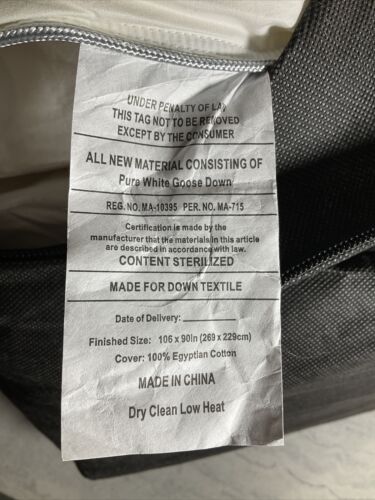 UNDER PENALTY OF LAW
THIS TAG NOT TO BE REMOVED
EXCEPT BY THE CONSUMER
ALL NEW MATERIAL CONSISTING OF
Pure White Goose Down
REG. NO. MA-10395 PER. NO. MA-715
Certification is made by the
manufacturer that the materials in this article
are described in accordance with law.
CONTENT STERILIZED
MADE FOR DOWN TEXTILE
Date of Delivery: ________
Finished Size: 106 x 90in (269 x 229cm)
Cover: 100% Egyptian Cotton
MADE IN CHINA
Dry Clean Low Heat